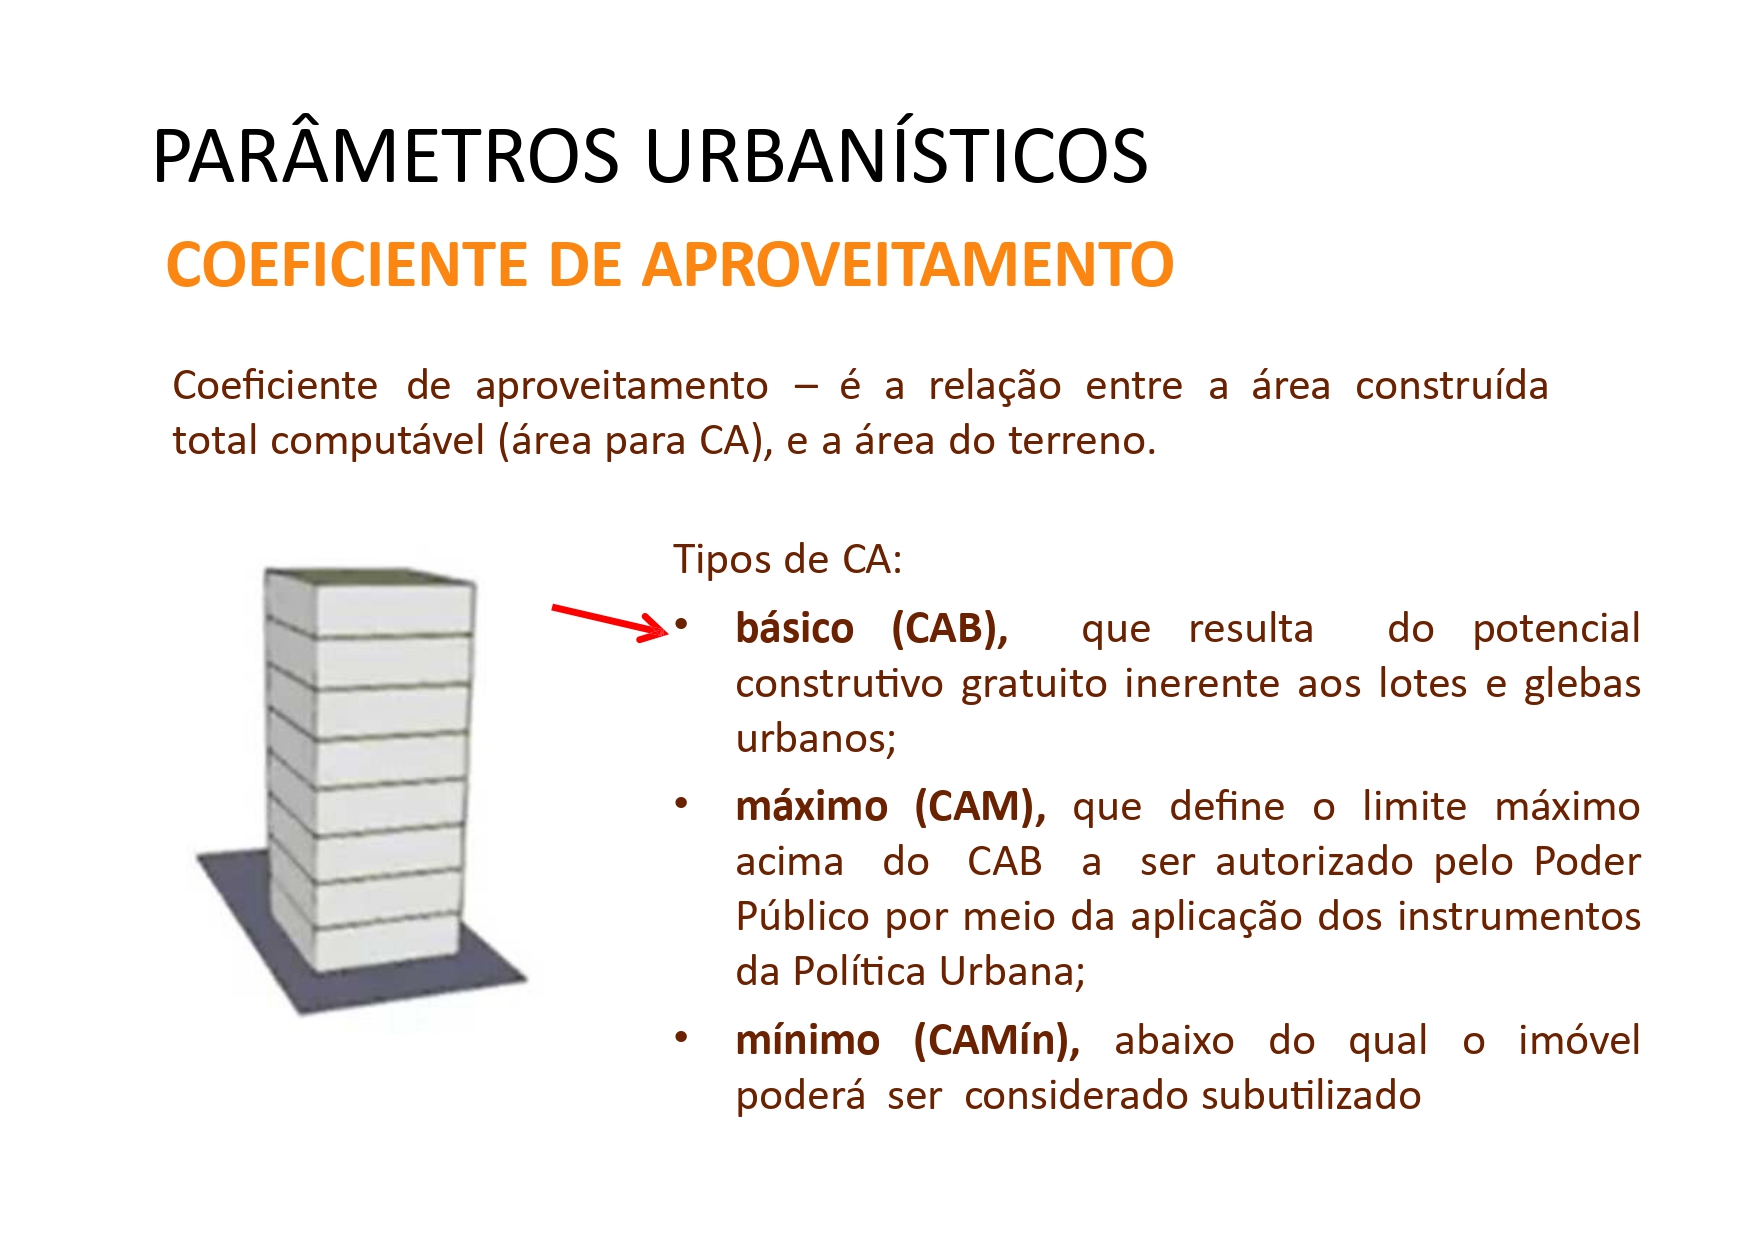 PARÂMETROS URBANÍSTICOS
COEFICIENTE DE APROVEITAMENTO
Coeficiente de aproveitamento – é a relação entre a área construída
total computável (área para CA), e a área do terreno.
Tipos de CA:
• básico (CAB), que resulta do potencial
construtivo gratuito inerente aos lotes e glebas
urbanos;
• máximo (CAM), que define o limite máximo
acima do CAB a ser autorizado pelo Poder
Público por meio da aplicação dos instrumentos
da Política Urbana;
• mínimo (CAMín), abaixo do qual o imóvel
poderá ser considerado subutilizado